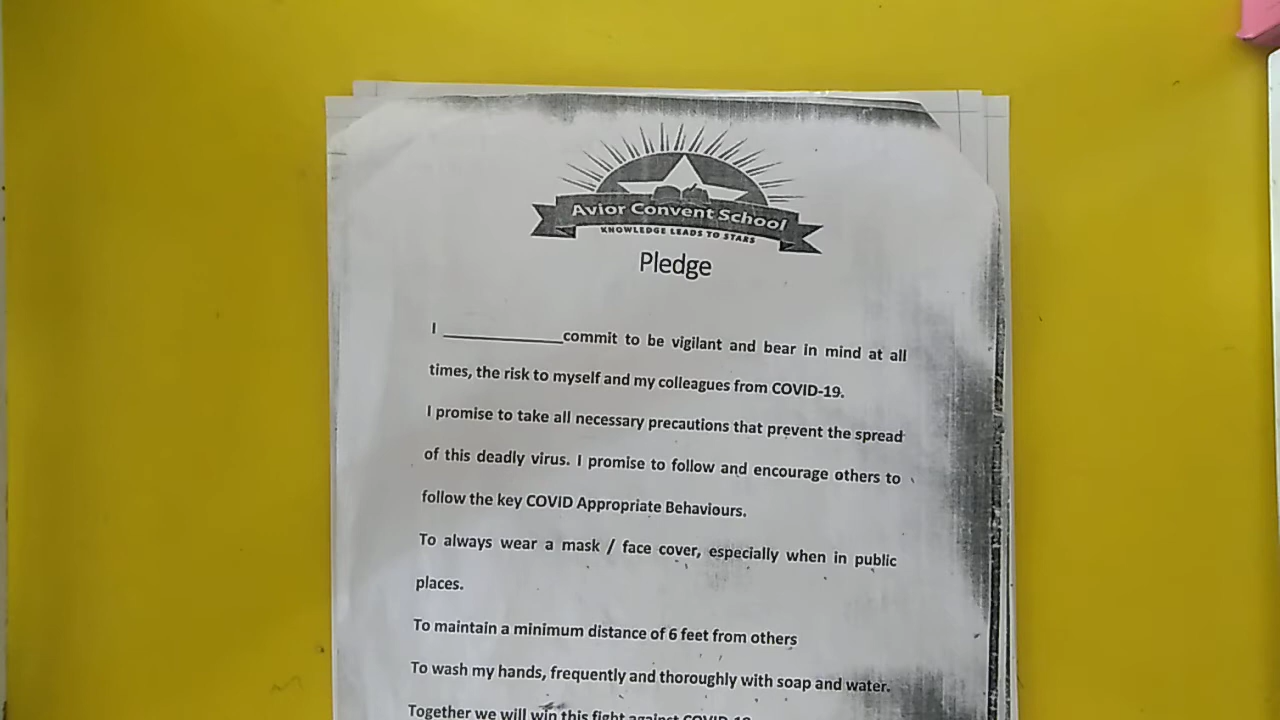 Avior Convent School
KNOWLEDGE LEADS TO STARS
Pledge
I ______________commit to be vigilant and bear in mind at all
times, the risk to myself and my colleagues from COVID-19.
I promise to take all necessary precautions that prevent the spread
of this deadly virus. I promise to follow and encourage others to
follow the key COVID Appropriate Behaviours.
To always wear a mask / face cover, especially when in public
places.
To maintain a minimum distance of 6 feet from others
To wash my hands, frequently and thoroughly with soap and water.
Together we will win this fight against COVID-19